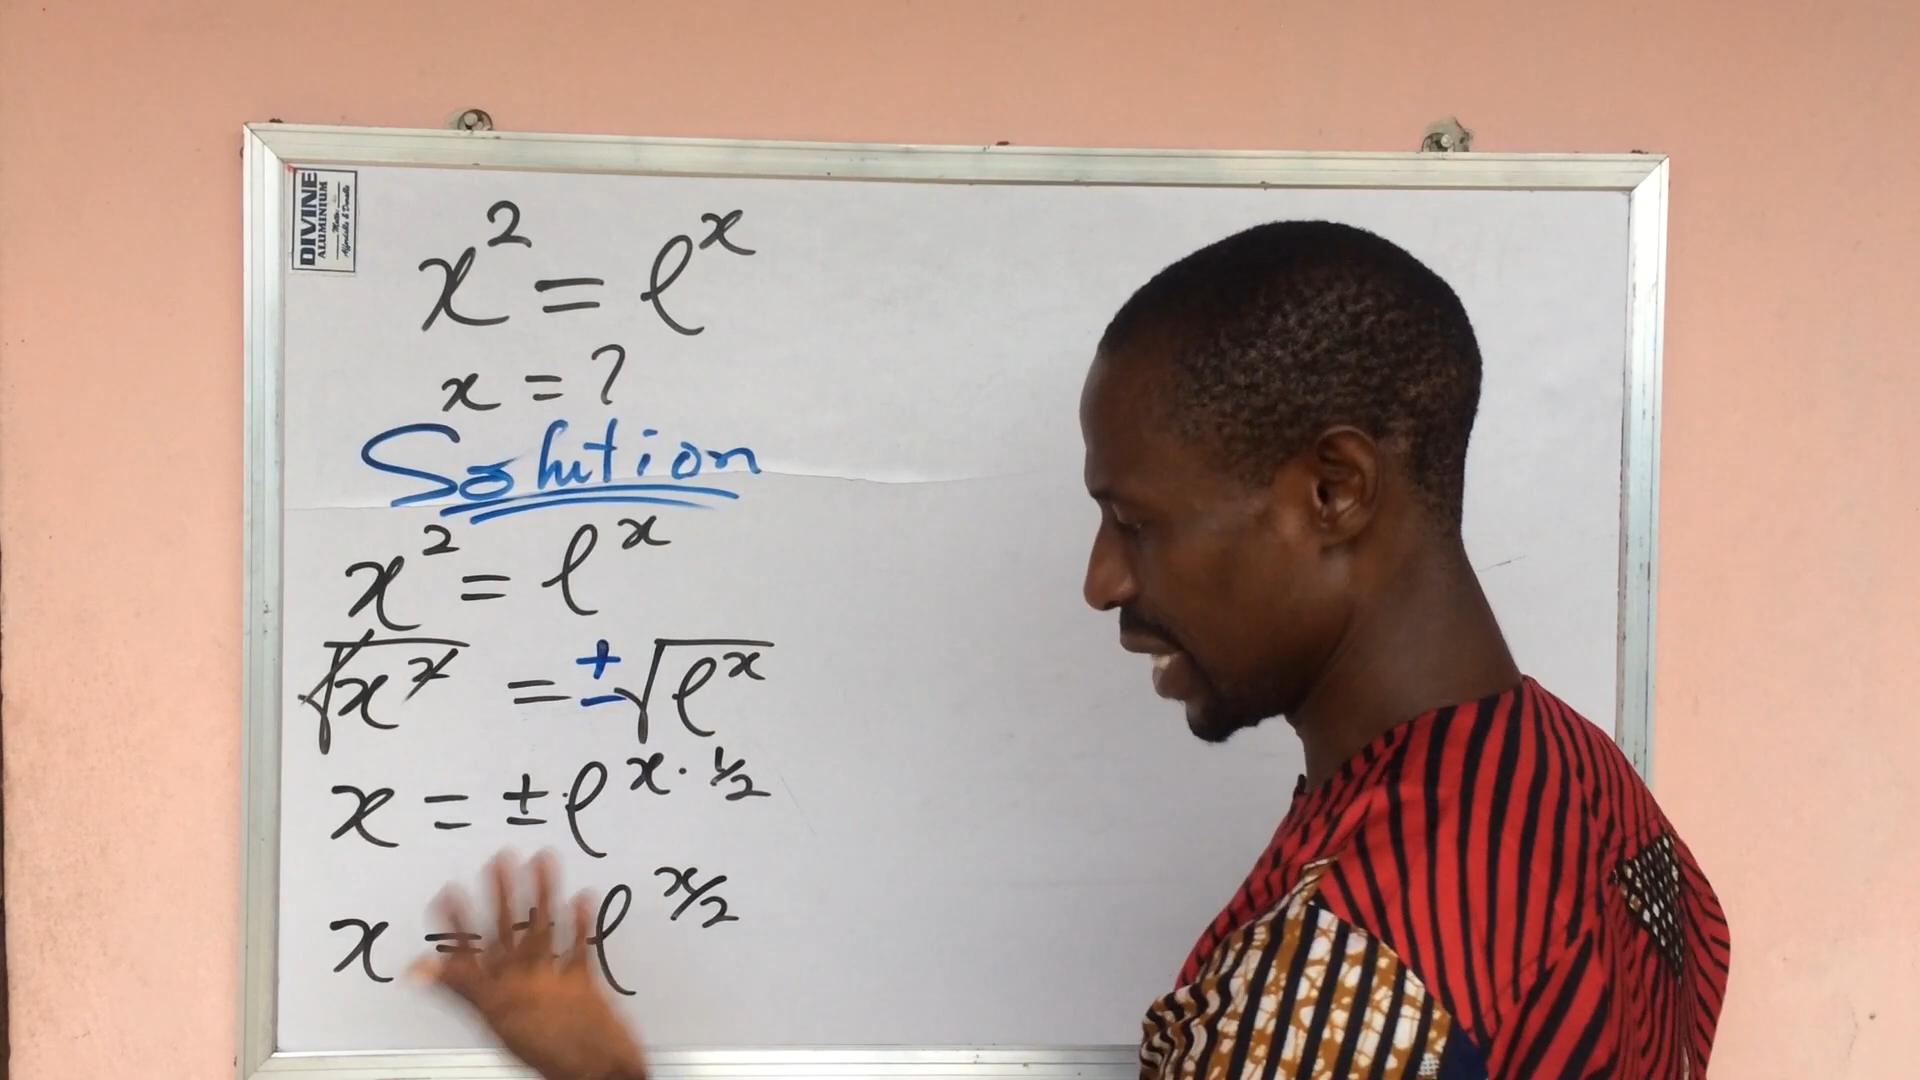 DIVINE
ALUMINIUM
x² = e^x
x = ?
Solution
x² = e^x
√x² = ±√e^x
x = ± e^x · 1/2
x = ± e^x/2